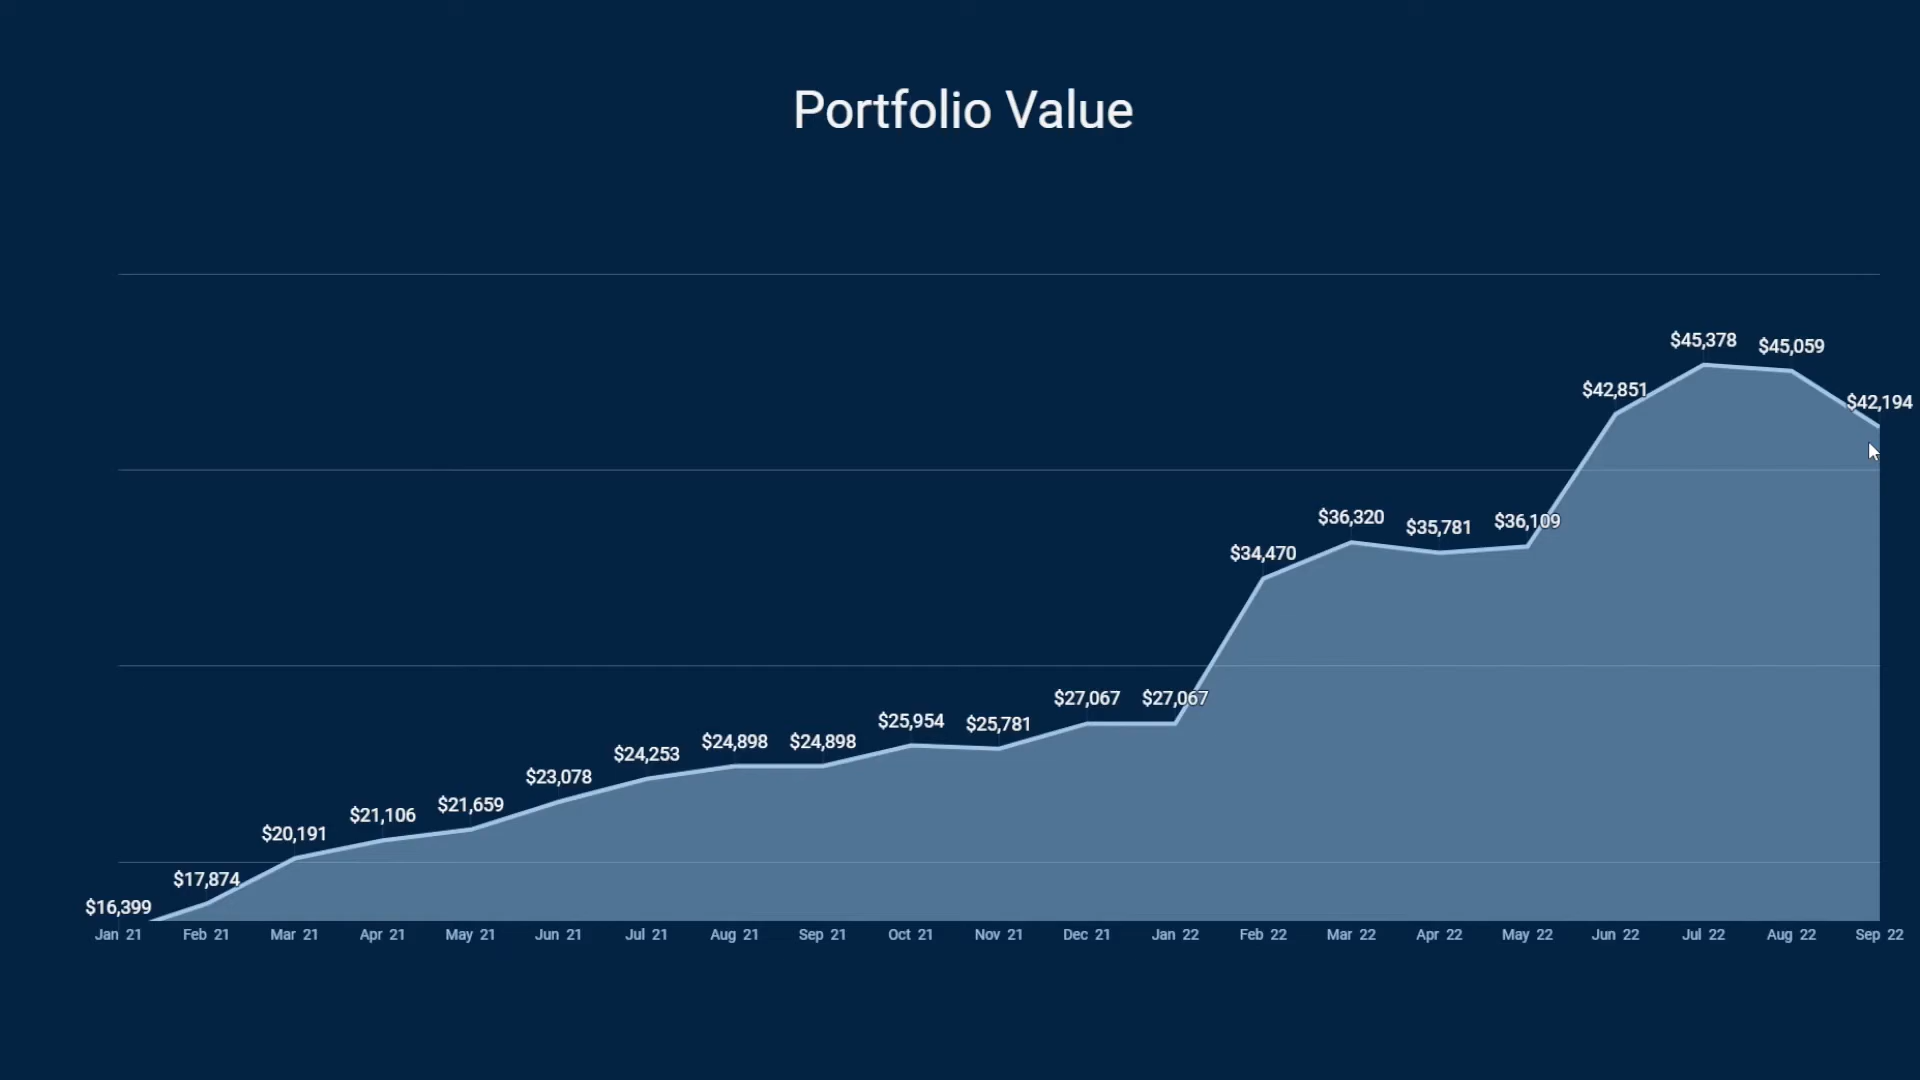 Portfolio Value
$16,399
$17,874
$20,191
$21,106
$21,659
$23,078
$24,253
$24,898
$24,898
$25,954
$25,781
$27,067
$27,067
$34,470
$36,320
$35,781
$36,109
$42,851
$45,378
$45,059
$42,194
Jan 21
Feb 21
Mar 21
Apr 21
May 21
Jun 21
Jul 21
Aug 21
Sep 21
Oct 21
Nov 21
Dec 21
Jan 22
Feb 22
Mar 22
Apr 22
May 22
Jun 22
Jul 22
Aug 22
Sep 22